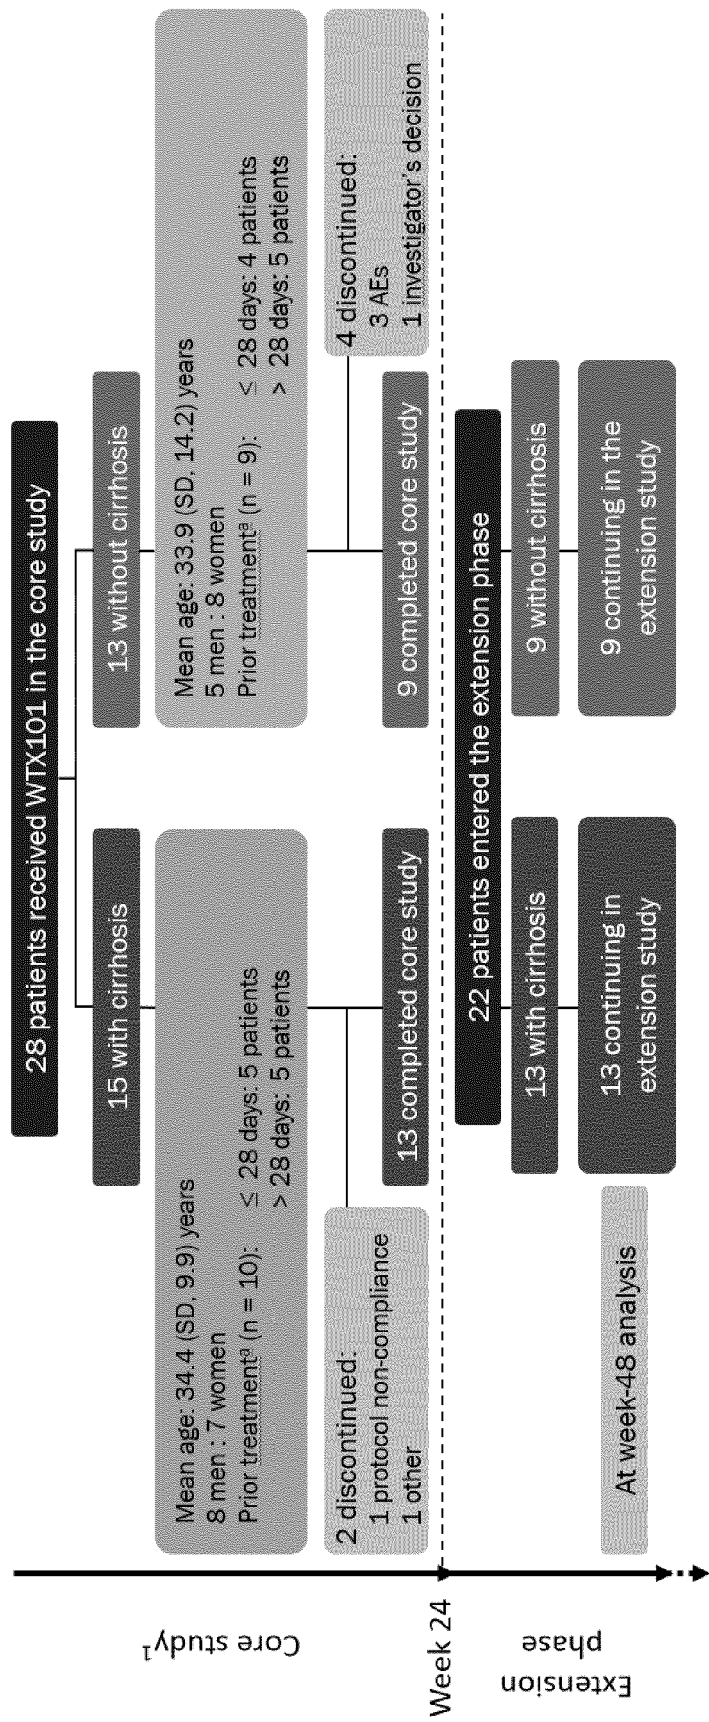 28 patients received WTX101 in the core study
15 with cirrhosis
13 without cirrhosis
Mean age: 34.4 (SD, 9.9) years
8 men : 7 women
Prior treatmentª (n = 10): ≤ 28 days: 5 patients
> 28 days: 5 patients
Mean age: 33.9 (SD, 14.2) years
5 men : 8 women
Prior treatmentª (n = 9): ≤ 28 days: 4 patients
> 28 days: 5 patients
Core study¹
2 discontinued:
1 protocol non-compliance
1 other
4 discontinued:
3 AEs
1 investigator's decision
13 completed core study
9 completed core study
Week 24
22 patients entered the extension phase
13 with cirrhosis
9 without cirrhosis
Extension
phase
At week-48 analysis
13 continuing in
extension study
9 continuing in the
extension study